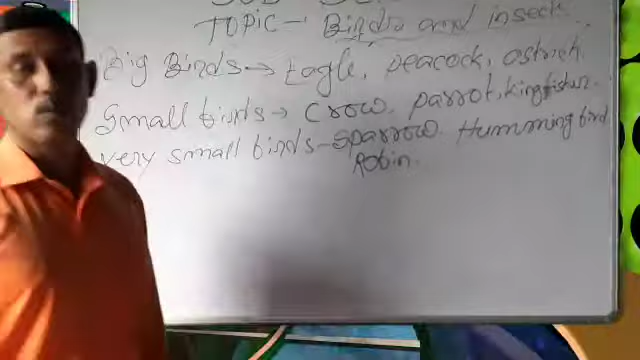 TOPIC - Birds and insects.
Big Birds → Eagle, peacock, ostrich.
Small birds → Crow, parrot, kingfisher.
Very small birds - Sparrow, Humming bird
Robin.